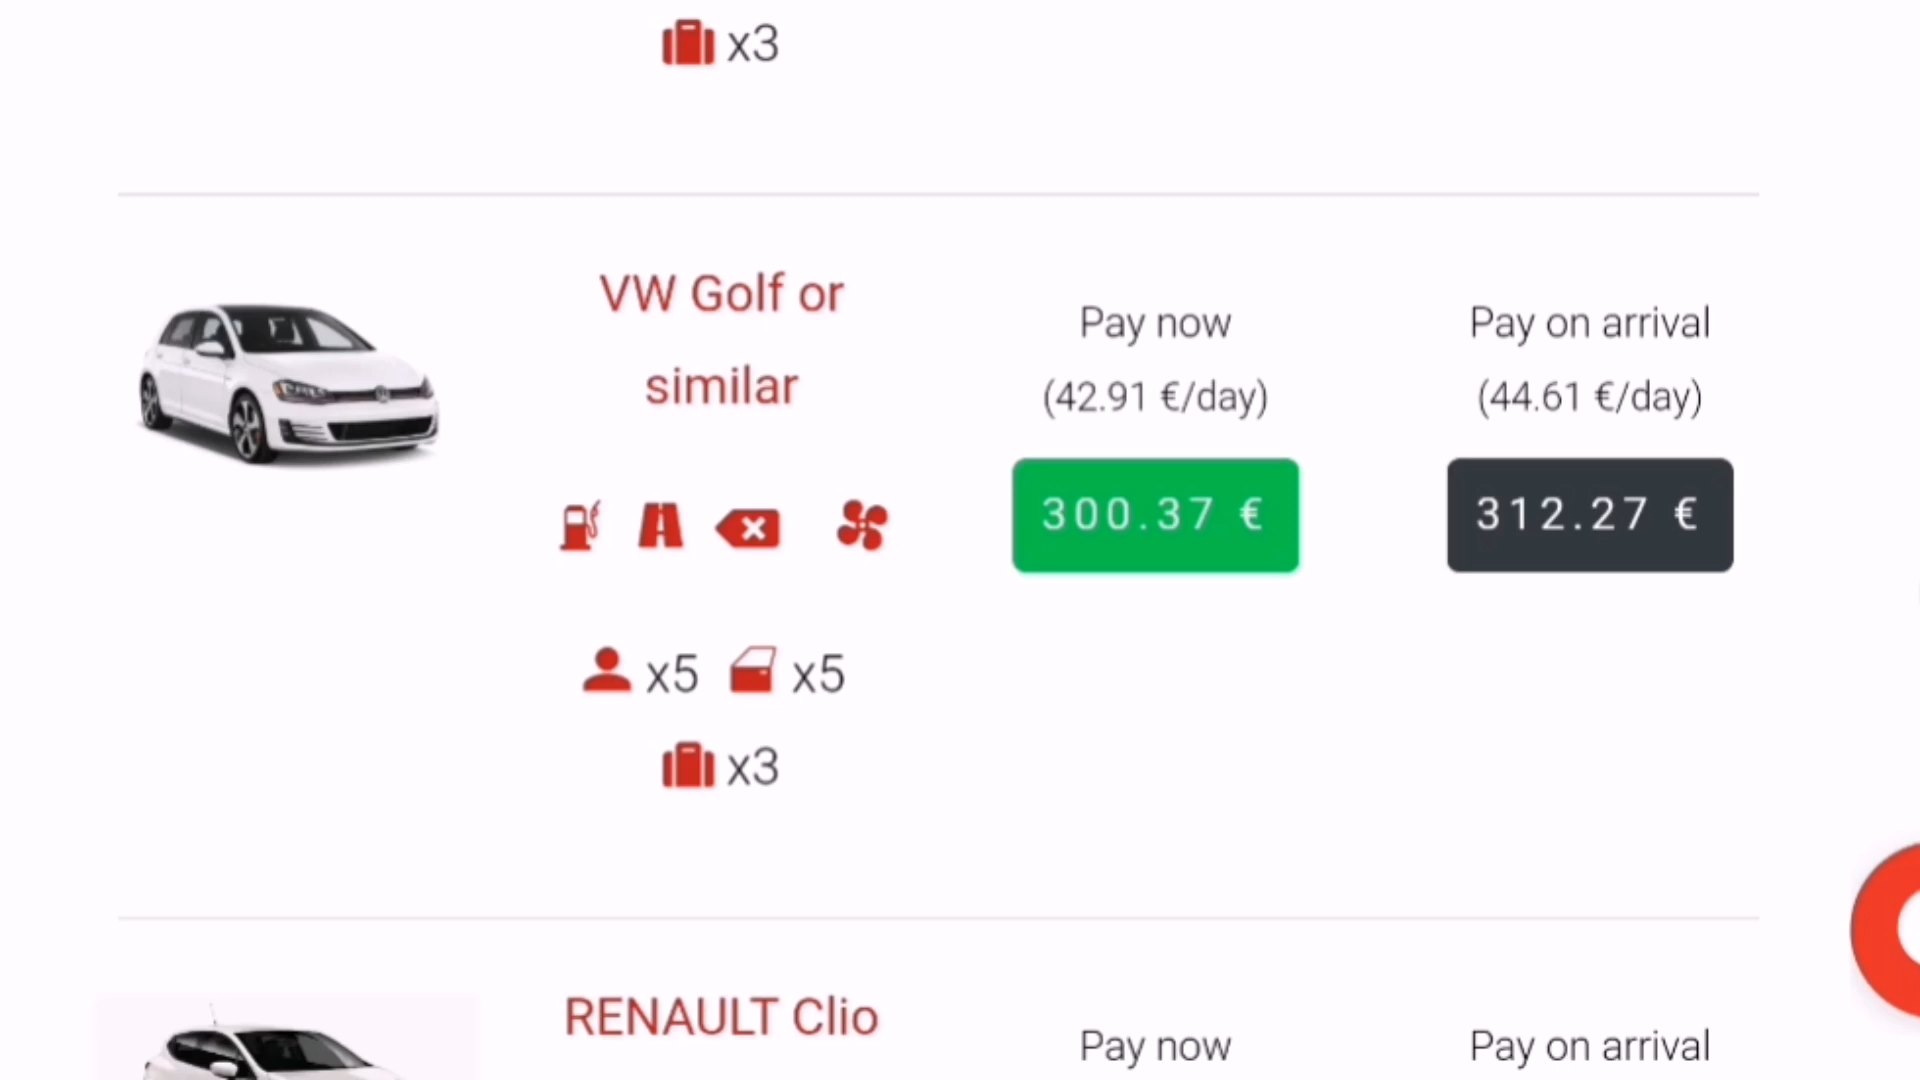 x3
VW Golf or
similar
Pay now
(42.91 €/day)
300.37 €
Pay on arrival
(44.61 €/day)
312.27 €
x5 x5
x3
RENAULT Clio
Pay now
Pay on arrival